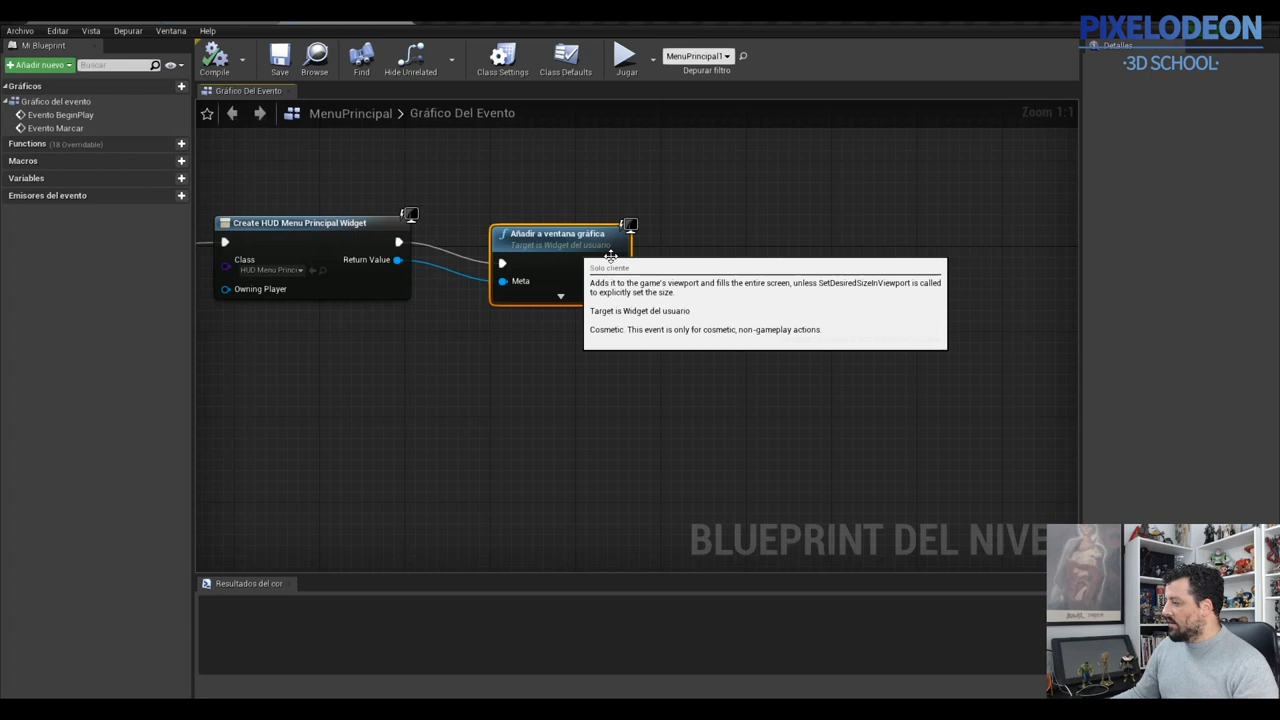 PIXELODEON
·3D SCHOOL·
Archivo Editar Vista Depurar Ventana Help
Mi Blueprint
Detalles
Añadir nuevo
Buscar
Compile
Save
Browse
Find
Hide Unrelated
Class Settings
Class Defaults
Jugar
MenuPrincipal1
Depurar filtro
Gráficos
Gráfico del evento
Evento BeginPlay
Evento Marcar
Functions (18 Overridable)
Macros
Variables
Emisores del evento
Gráfico Del Evento
MenuPrincipal > Gráfico Del Evento
Zoom 1:1
Create HUD Menu Principal Widget
Class
HUD Menu Princi
Return Value
Owning Player
Añadir a ventana gráfica
Target is Widget del usuario
Meta
Solo cliente
Adds it to the game's viewport and fills the entire screen, unless SetDesiredSizeInViewport is called
to explicitly set the size.
Target is Widget del usuario
Cosmetic. This event is only for cosmetic, non-gameplay actions.
BLUEPRINT DEL NIVE
Resultados del cor